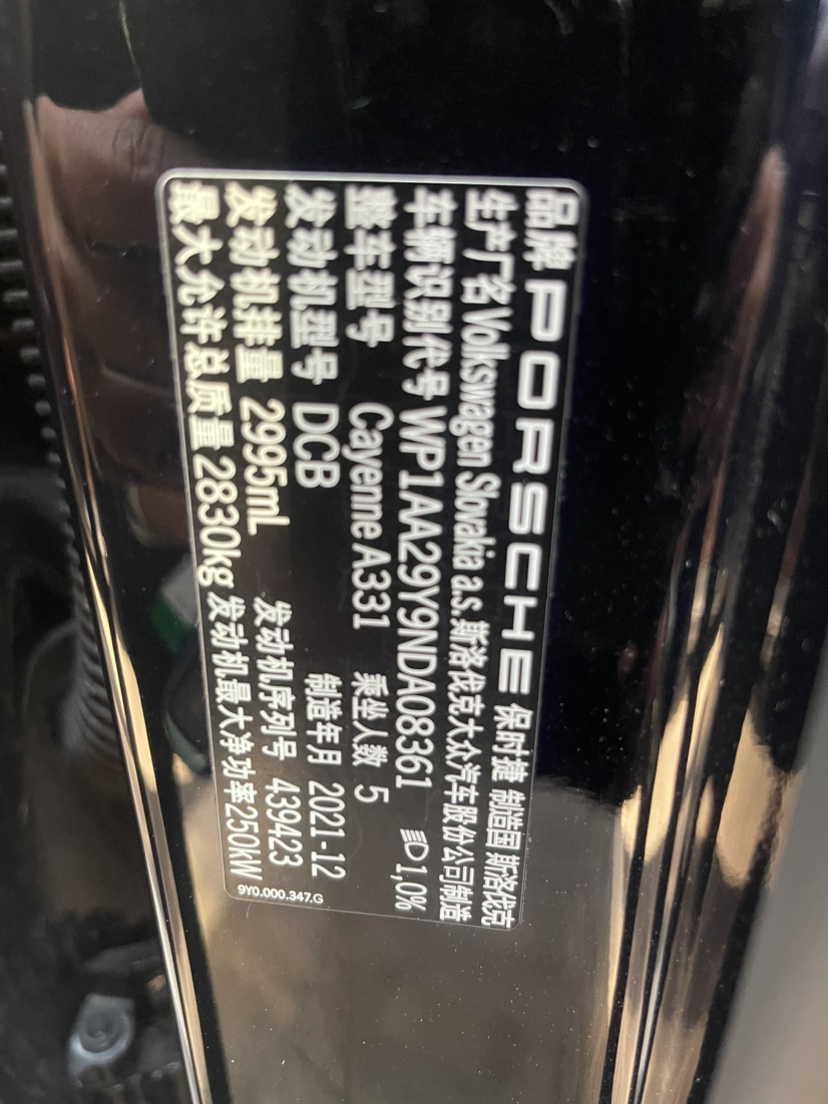 品牌 PORSCHE 保时捷 制造国 斯洛伐克
生产厂名 Volkswagen Slovakia a.s.斯洛伐克大众汽车股份公司制造
车辆识别代号 WP1AA29Y9NDA08361 1,0%
整车型号 Cayenne A331 乘坐人数 5
发动机型号 DCB 制造年月 2021-12
发动机排量 2995mL 发动机序列号 439423
最大允许总质量 2830kg 发动机最大净功率250kW
9Y0.000.347.G